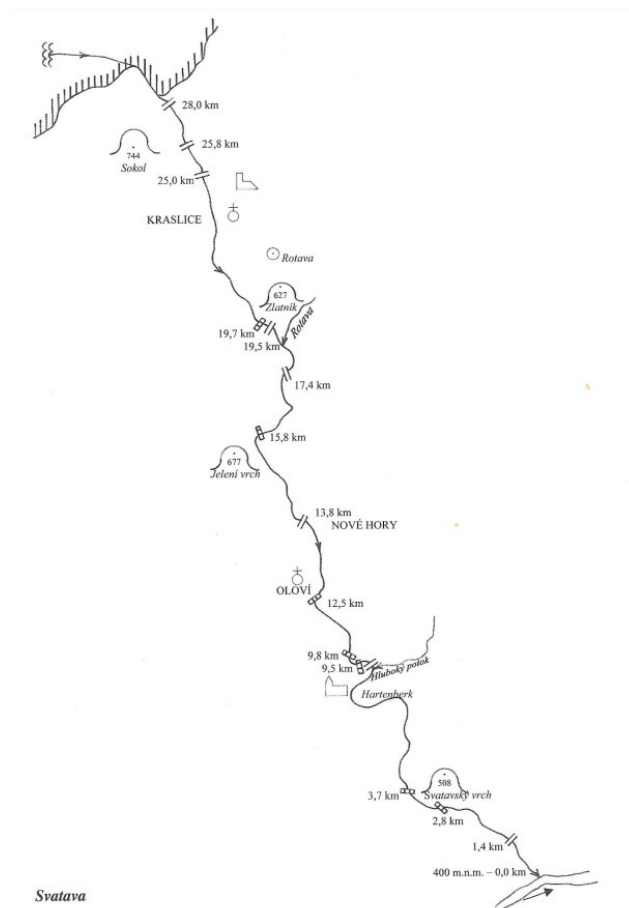 28,0 km
25,8 km
744
Sokol
25,0 km
KRASLICE
Rotava
627
Zlatník
Rotava
19,7 km
19,5 km
17,4 km
15,8 km
677
Jelení vrch
13,8 km
NOVÉ HORY
OLOVÍ
12,5 km
9,8 km
9,5 km
Hluboký potok
Hartenberk
508
Svatavský vrch
3,7 km
2,8 km
1,4 km
400 m.n.m. – 0,0 km
Svatava